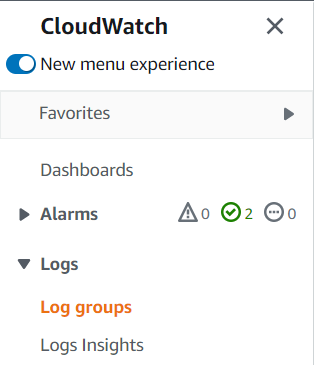 CloudWatch
New menu experience
Favorites
Dashboards
Alarms 0 2 0
Logs
Log groups
Logs Insights